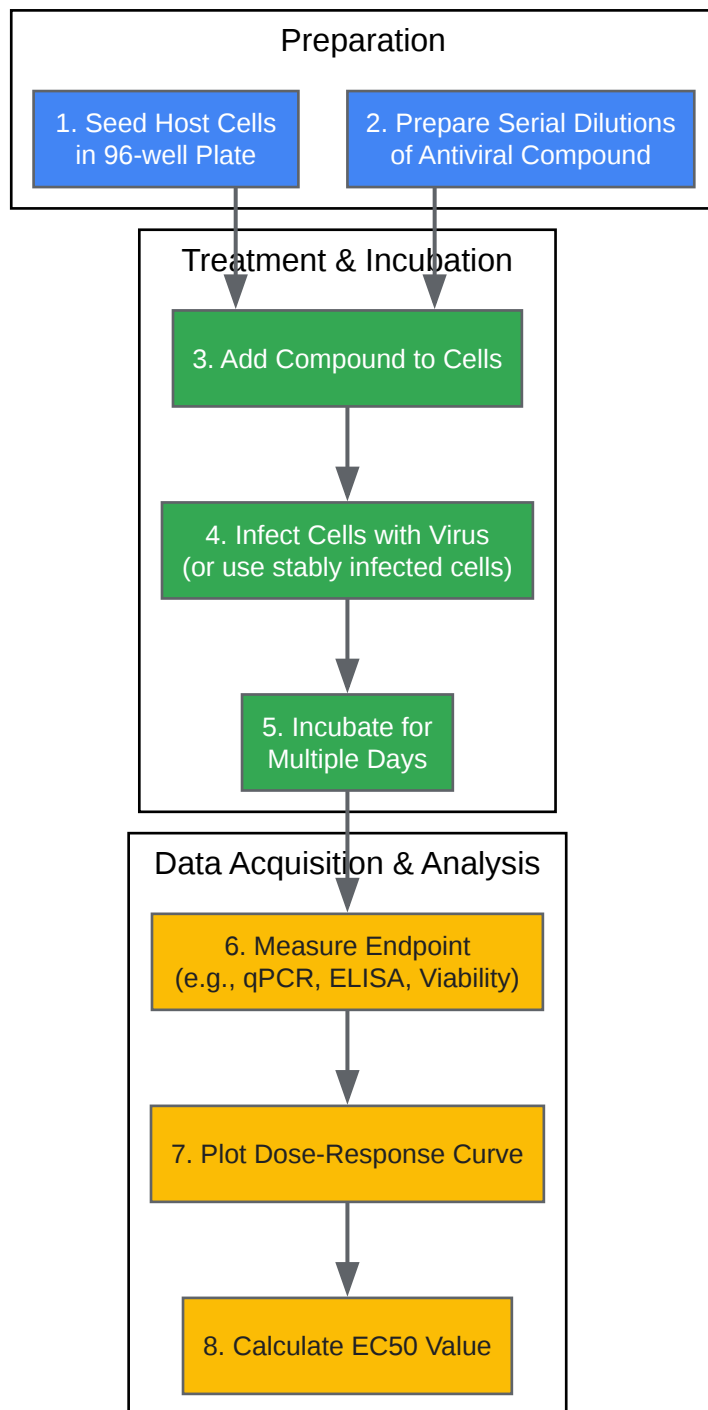 Preparation
1. Seed Host Cells
in 96-well Plate
2. Prepare Serial Dilutions
of Antiviral Compound
Treatment & Incubation
3. Add Compound to Cells
4. Infect Cells with Virus
(or use stably infected cells)
5. Incubate for
Multiple Days
Data Acquisition & Analysis
6. Measure Endpoint
(e.g., qPCR, ELISA, Viability)
7. Plot Dose-Response Curve
8. Calculate EC50 Value